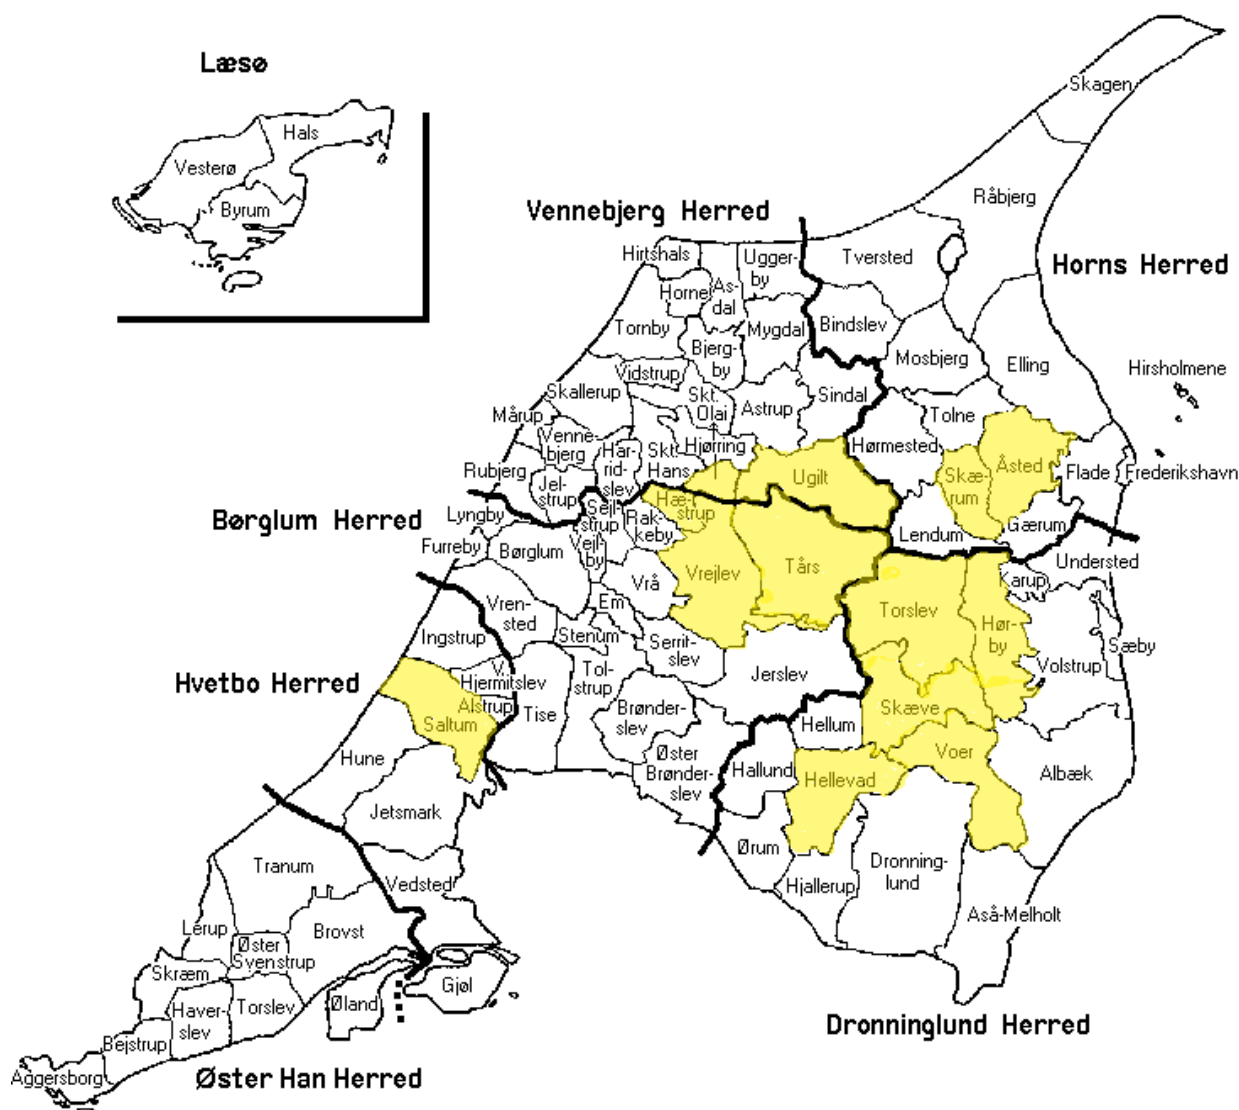 Læsø
Hals
Vesterø
Byrum
Skagen
Råbjerg
Vennebjerg Herred
Horns Herred
Hirtshals
Ugger-
by
Tversted
Horne
As-
dal
Tornby
Mygdal
Bindslev
Bjerg-
by
Mosbjerg
Elling
Hirsholmene
Vidstrup
Skallerup
Skt.
Olai
Astrup
Sindal
Mårup
Tolne
Venne-
bjerg
Hjørring
Hørmested
Har-
rid-
slev
Skt.
Hans
Rubjerg
Jel-
strup
Ugilt
Skæ-
rum
Åsted
Flade
Frederikshavn
Børglum Herred
Lyngby
Sejl-
strup
Hæ-
strup
Rak-
keby
Gærum
Lendum
Furreby
Børglum
Vejl-
by
Vrå
Vrejlev
Tårs
Understed
Karup
Em
Vren-
sted
Torslev
Hør-
by
Ingstrup
Stenum
Serrit-
slev
Sæby
Volstrup
Hvetbo Herred
V.
Hjermitslev
Tol-
strup
Jerslev
Alstrup
Saltum
Tise
Brønder-
slev
Skæve
Hellum
Hune
Øster
Brønder-
slev
Hallund
Hellevad
Voer
Albæk
Jetsmark
Ørum
Tranum
Vedsted
Hjallerup
Dronning-
lund
Aså-Melholt
Lerup
Brovst
Øster
Svenstrup
Skræm
Haver-
slev
Torslev
Øland
Gjøl
Bejstrup
Aggersborg
Dronninglund Herred
Øster Han Herred